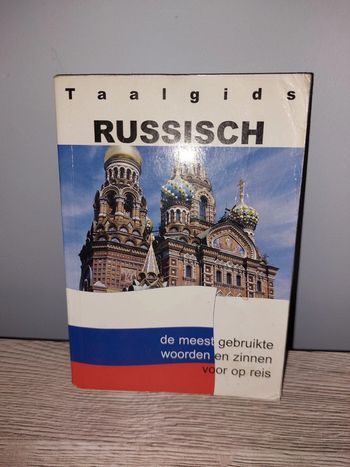 Taalgids
RUSSISCH
de meest gebruikte
woorden en zinnen
voor op reis